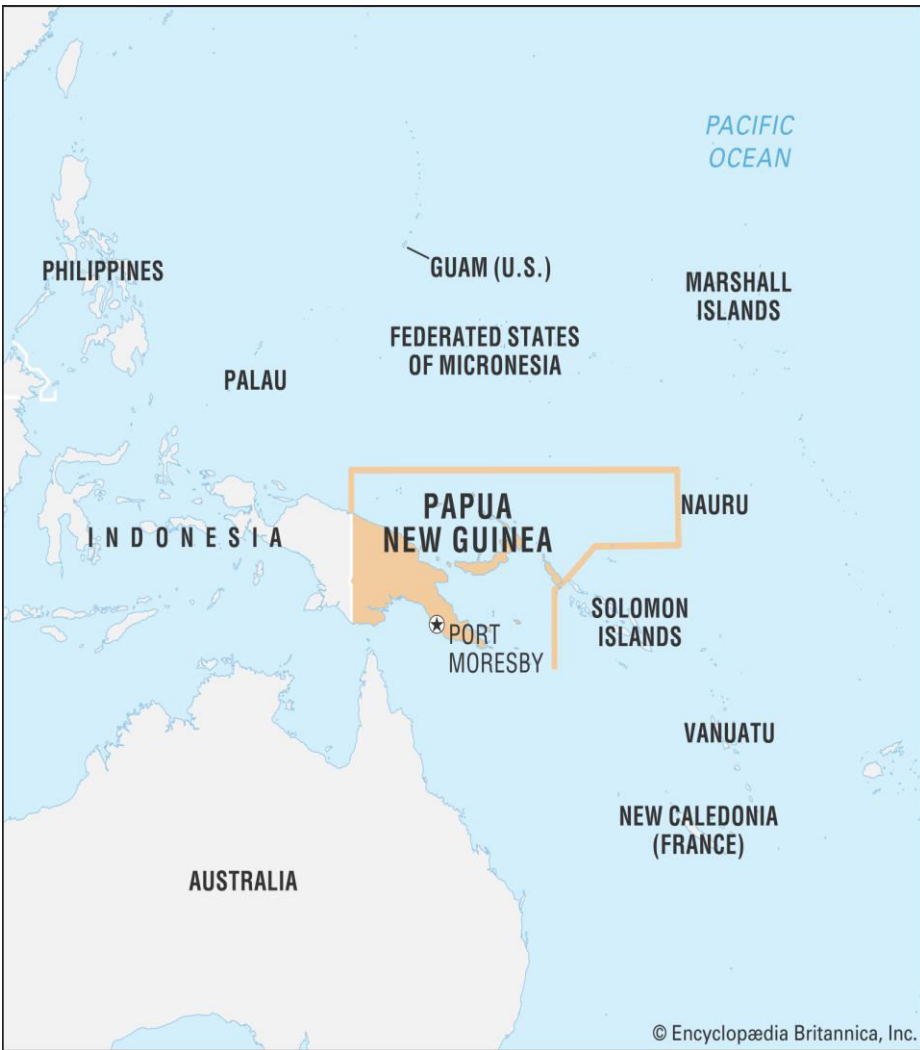 PACIFIC
OCEAN
GUAM (U.S.)
PHILIPPINES
MARSHALL
ISLANDS
FEDERATED STATES
OF MICRONESIA
PALAU
PAPUA
NEW GUINEA
NAURU
INDONESIA
SOLOMON
ISLANDS
PORT
MORESBY
VANUATU
NEW CALEDONIA
(FRANCE)
AUSTRALIA
© Encyclopædia Britannica, Inc.